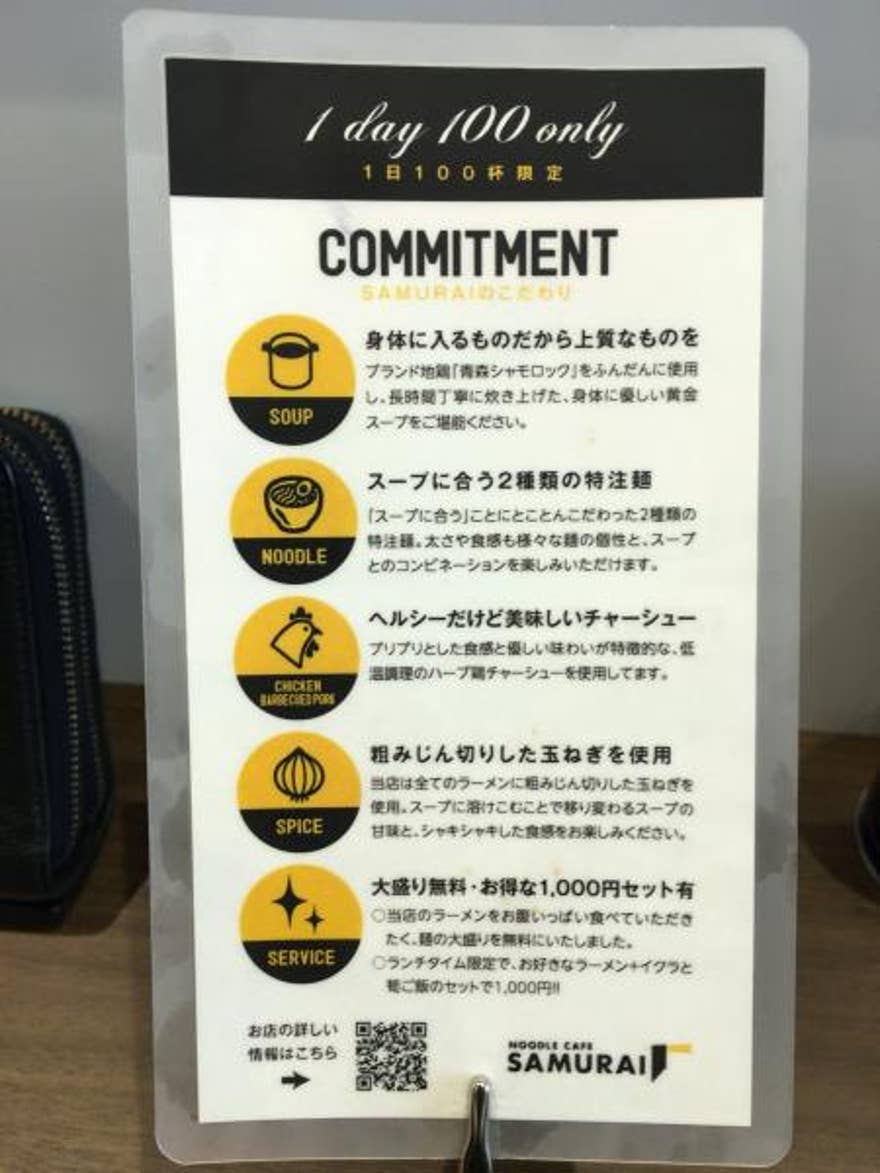 1 day 100 only
1日100杯限定
COMMITMENT
SAMURAIのこだわり
SOUP
身体に入るものだから上質なものを
ブランド地鶏「青森シャモロック」をふんだんに使用
し、長時間丁寧に炊き上げた、身体に優しい黄金
スープをご堪能ください。
NOODLE
スープに合う2種類の特注麺
「スープに合う」ことにとことんこだわった2種類の
特注麺。太さや食感も様々な麺の個性と、スープ
とのコンビネーションを楽しみいただけます。
CHICKEN
BARBECUED PORK
ヘルシーだけど美味しいチャーシュー
プリプリとした食感と優しい味わいが特徴的な、低
温調理のハーブ鶏チャーシューを使用してます。
SPICE
粗みじん切りした玉ねぎを使用
当店は全てのラーメンに粗みじん切りした玉ねぎを
使用。スープに溶けこむことで移り変わるスープの
甘味と、シャキシャキした食感をお楽しみください。
SERVICE
大盛り無料・お得な1,000円セット有
○当店のラーメンをお腹いっぱい食べていただき
たく、麺の大盛りを無料にいたしました。
○ランチタイム限定で、お好きなラーメン+イクラと
筍ご飯のセットで1,000円!!
お店の詳しい
情報はこちら
NOODLE CAFE
SAMURAI